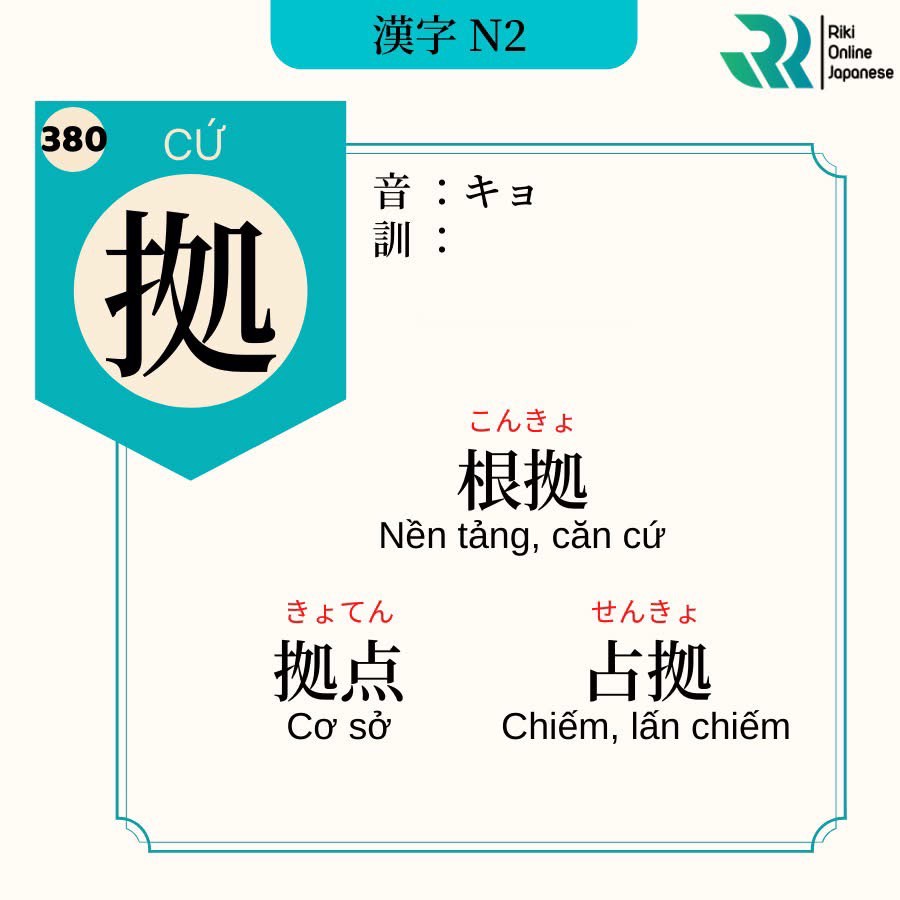 漢字 N2
Riki
Online
Japanese
380
CỨ
拠
音：キョ
訓：
こんきょ
根拠
Nền tảng, căn cứ
きょてん
拠点
Cơ sở
せんきょ
占拠
Chiếm, lấn chiếm